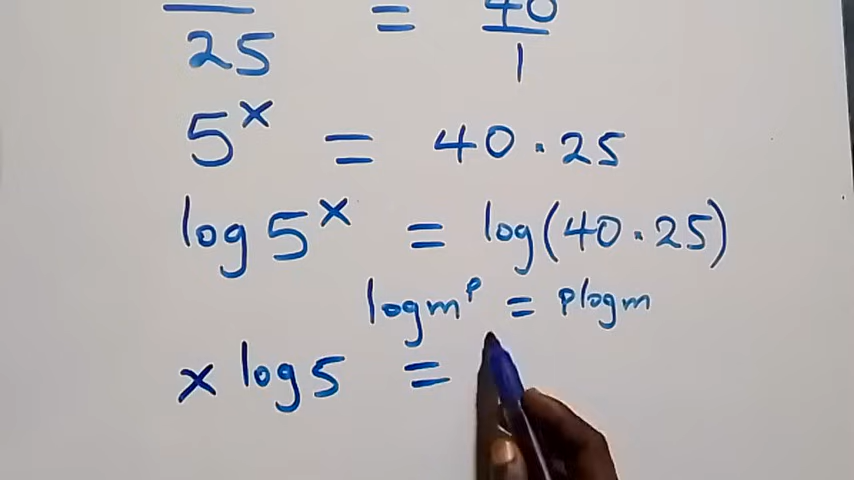 25 = 40/1
5^x = 40 · 25
log 5^x = log(40 · 25)
log m^p = p log m
x log 5 =